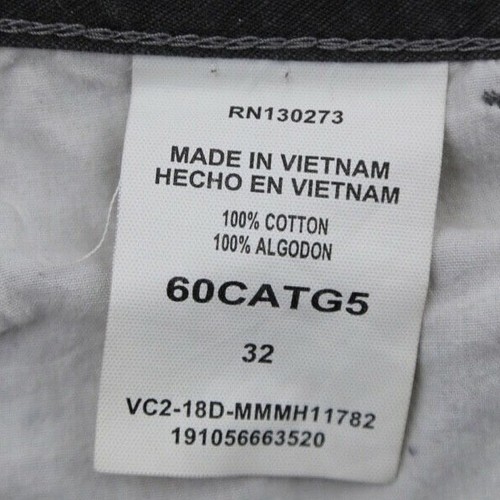 RN130273
MADE IN VIETNAM
HECHO EN VIETNAM
100% COTTON
100% ALGODON
60CATG5
32
VC2-18D-MMMH11782
191056663520